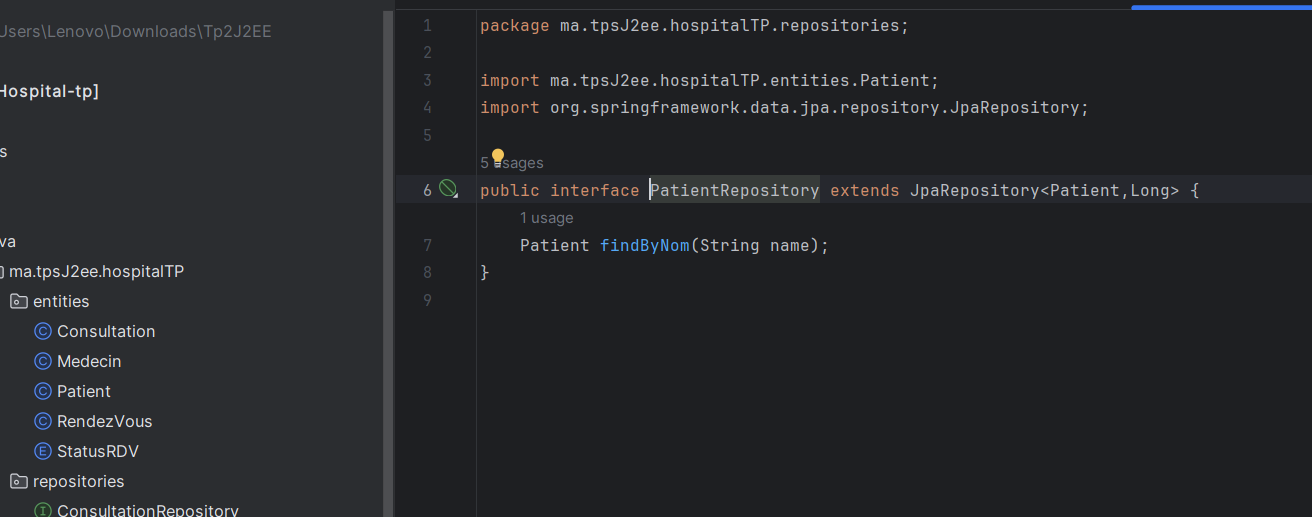 Users\Lenovo\Downloads\Tp2J2EE
Hospital-tp]
s
va
ma.tpsJ2ee.hospitalTP
entities
Consultation
Medecin
Patient
RendezVous
StatusRDV
repositories
ConsultationRepository
1 package ma.tpsJ2ee.hospitalTP.repositories;
2
3 import ma.tpsJ2ee.hospitalTP.entities.Patient;
4 import org.springframework.data.jpa.repository.JpaRepository;
5
5 usages
6 public interface PatientRepository extends JpaRepository<Patient,Long> {
1 usage
7 Patient findByNom(String name);
8 }
9